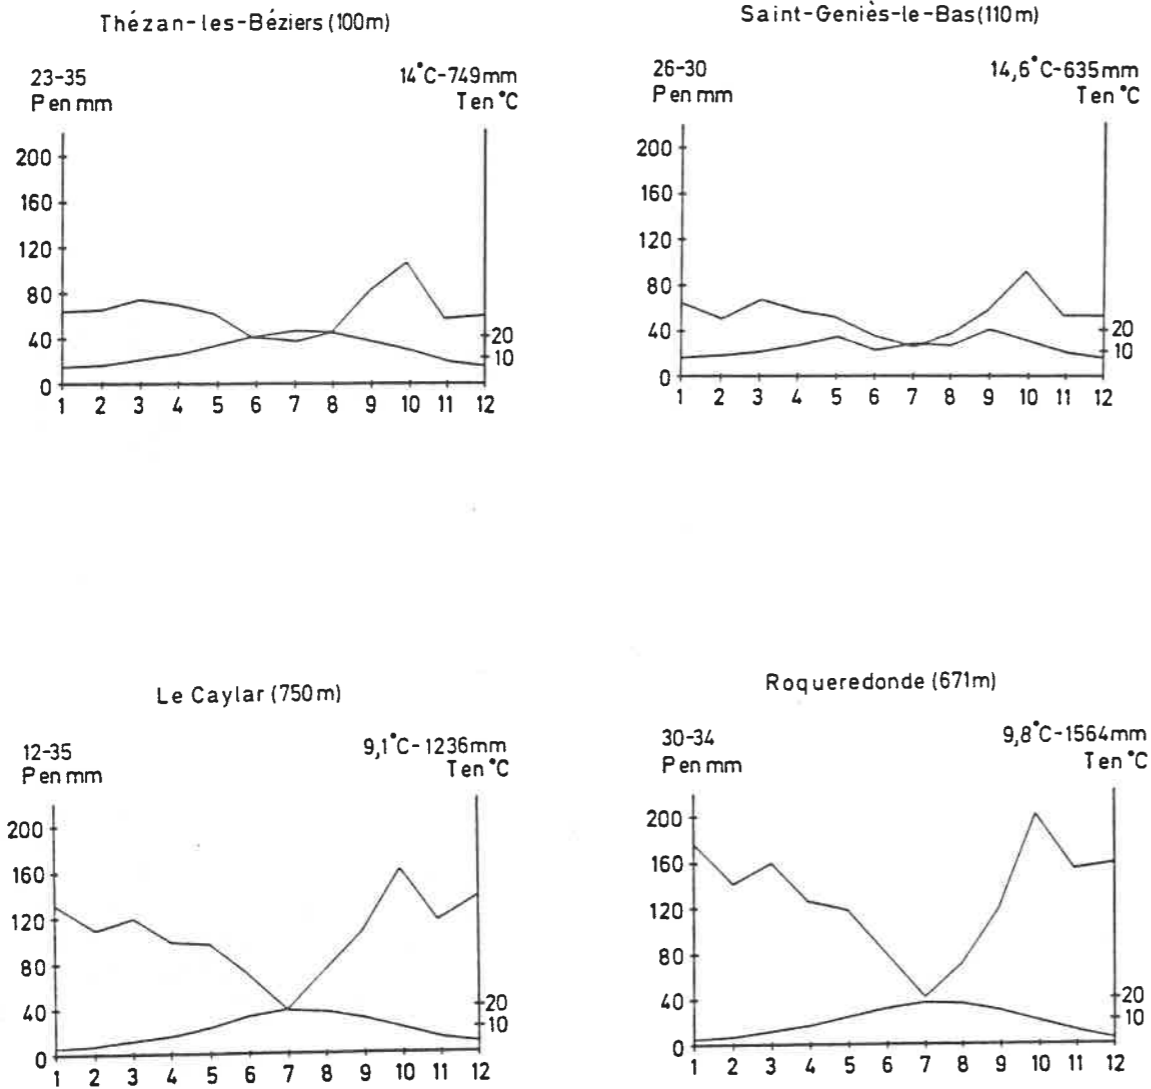 Thézan-les-Béziers (100m)
23-35
14°C-749mm
P en mm
T en °C
200
160
120
80
40
0
20
10
1 2 3 4 5 6 7 8 9 10 11 12
Saint-Geniès-le-Bas (110m)
26-30
14,6°C-635mm
P en mm
T en °C
200
160
120
80
40
0
20
10
1 2 3 4 5 6 7 8 9 10 11 12
Le Caylar (750m)
12-35
9,1°C-1236mm
P en mm
T en °C
200
160
120
80
40
0
20
10
1 2 3 4 5 6 7 8 9 10 11 12
Roqueredonde (671m)
30-34
9,8°C-1564mm
P en mm
T en °C
200
160
120
80
40
0
20
10
1 2 3 4 5 6 7 8 9 10 11 12